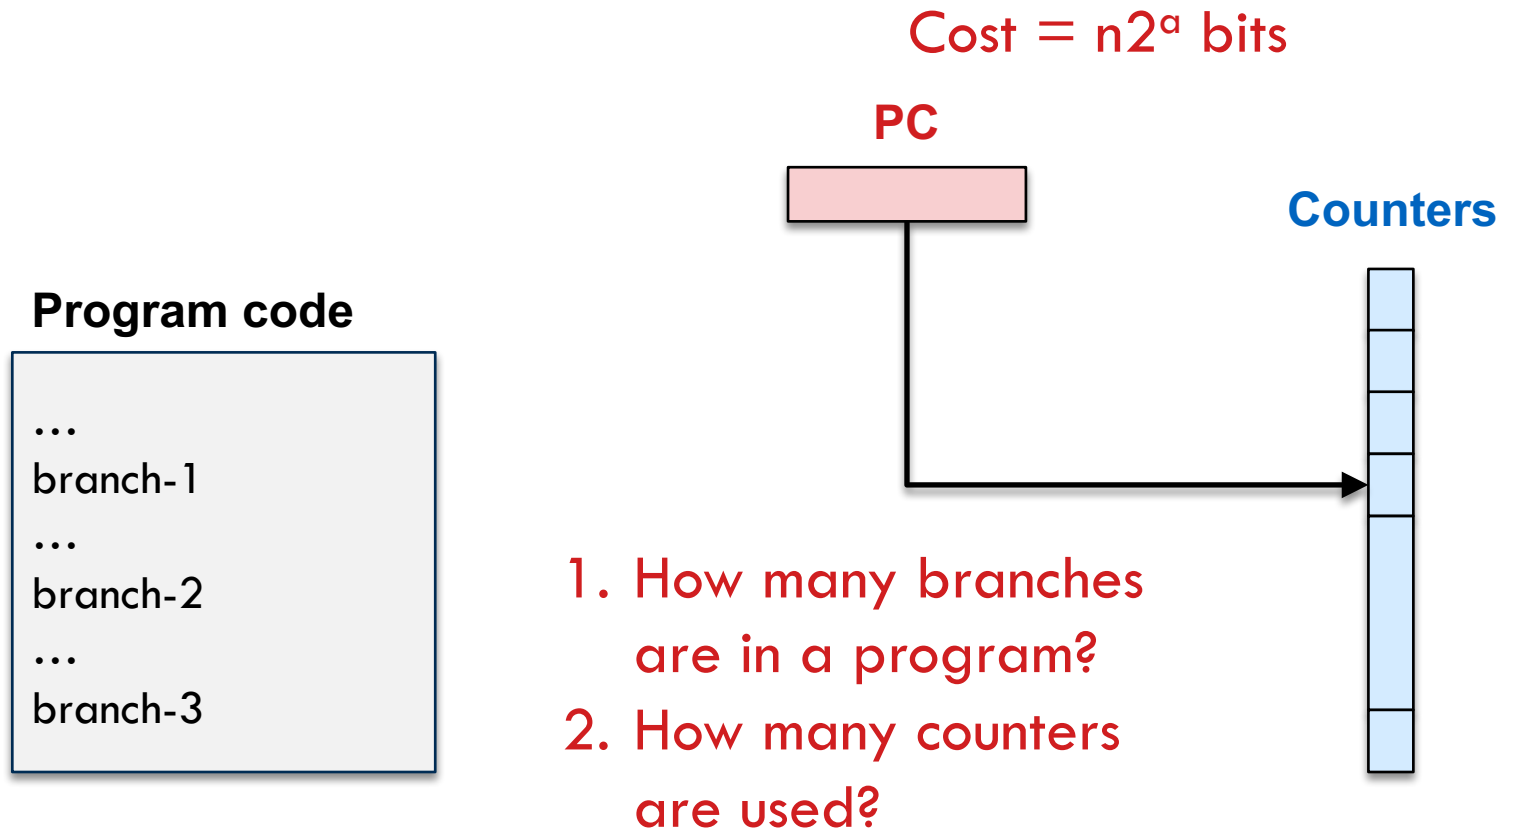 Cost = n2ᵃ bits
PC
Counters
Program code
...
branch-1
...
branch-2
...
branch-3
1. How many branches
are in a program?
2. How many counters
are used?